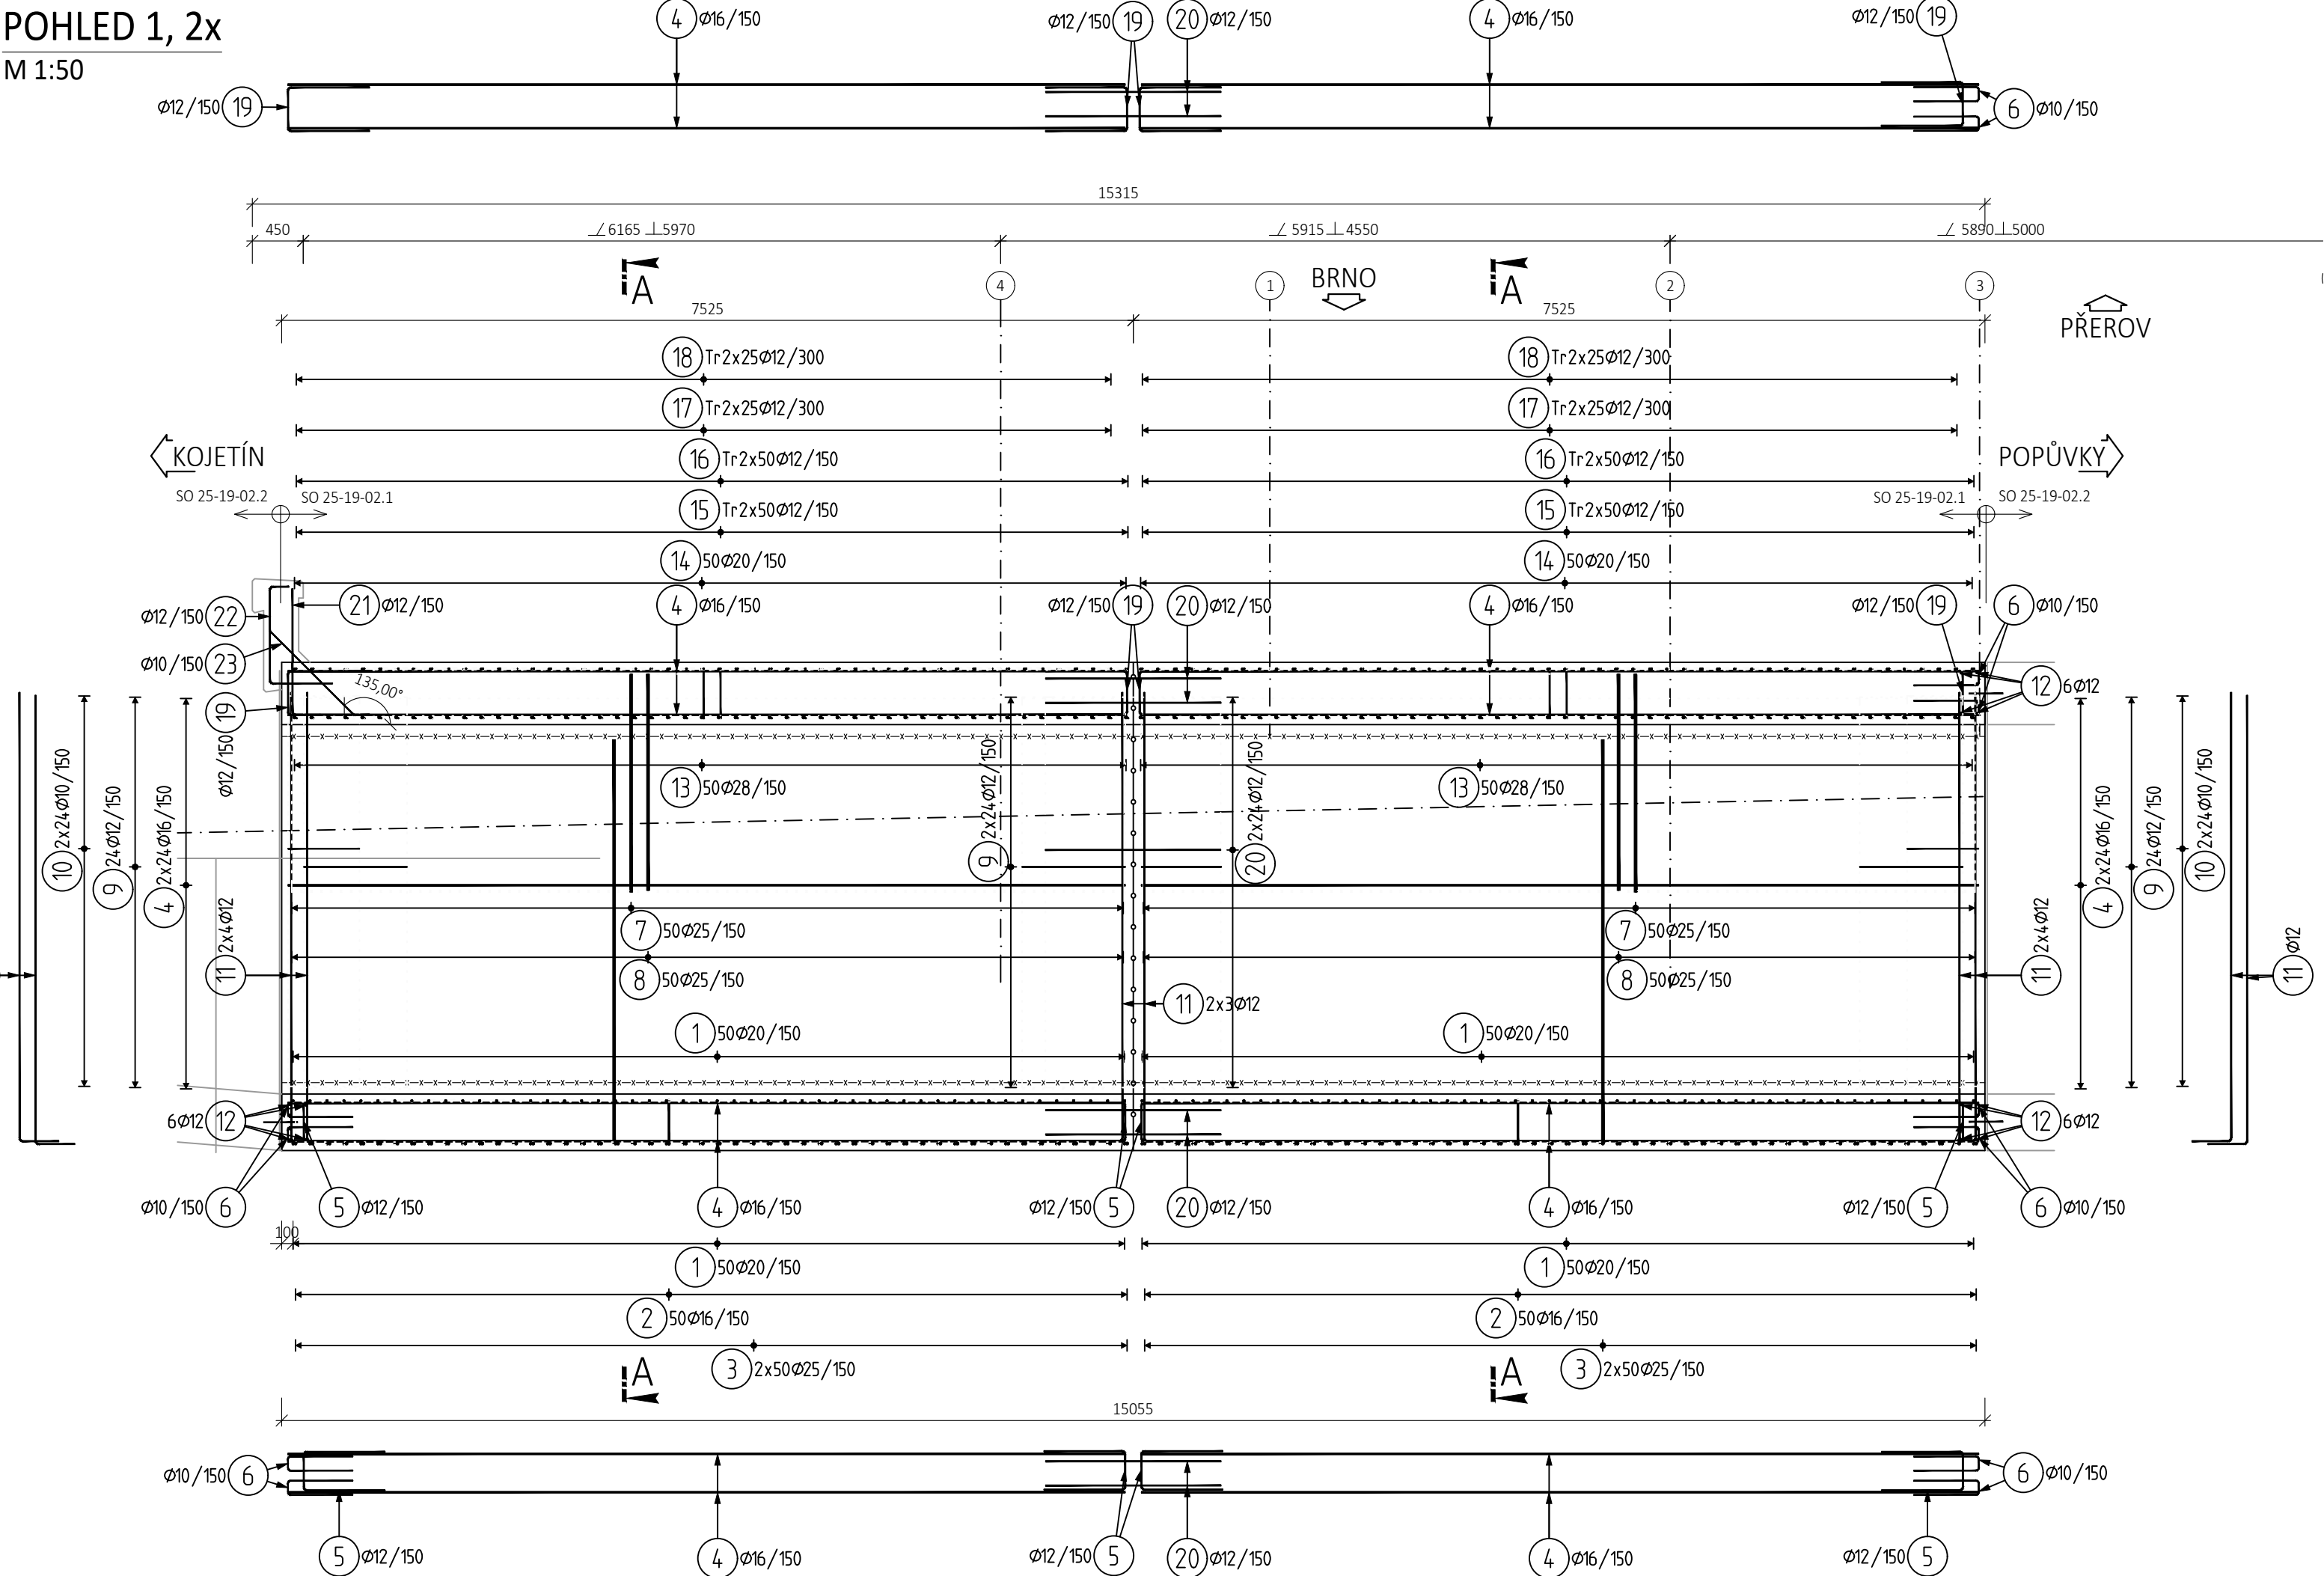 POHLED 1, 2x
M 1:50
4 Ø16/150
Ø12/150 19
20 Ø12/150
4 Ø16/150
Ø12/150 19
Ø12/150 19
6 Ø10/150
15315
450
6165 5970
5915 4550
5890 5000
A
4
1
BRNO
A
2
3
PŘEROV
7525
7525
18 Tr2x25Ø12/300
18 Tr2x25Ø12/300
17 Tr2x25Ø12/300
17 Tr2x25Ø12/300
KOJETÍN
16 Tr2x50Ø12/150
16 Tr2x50Ø12/150
POPŮVKY
SO 25-19-02.2
SO 25-19-02.1
SO 25-19-02.1
SO 25-19-02.2
15 Tr2x50Ø12/150
15 Tr2x50Ø12/150
14 50Ø20/150
14 50Ø20/150
Ø12/150 22
21 Ø12/150
4 Ø16/150
Ø12/150 19
20 Ø12/150
4 Ø16/150
Ø12/150 19
6 Ø10/150
Ø10/150 23
135,00°
12 6Ø12
19 Ø12/150
13 50Ø28/150
13 50Ø28/150
10 2x24Ø10/150
9 24Ø12/150
4 2x24Ø16/150
9 2x24Ø12/150
20 2x24Ø12/150
4 2x24Ø16/150
9 24Ø12/150
10 2x24Ø10/150
7 50Ø25/150
7 50Ø25/150
11 2x4Ø12
8 50Ø25/150
8 50Ø25/150
11 2x4Ø12
11 Ø12
11 2x3Ø12
1 50Ø20/150
1 50Ø20/150
6Ø12 12
12 6Ø12
Ø10/150 6
5 Ø12/150
4 Ø16/150
Ø12/150 5
20 Ø12/150
4 Ø16/150
Ø12/150 5
6 Ø10/150
100
1 50Ø20/150
1 50Ø20/150
2 50Ø16/150
2 50Ø16/150
3 2x50Ø25/150
3 2x50Ø25/150
A
A
15055
Ø10/150 6
6 Ø10/150
5 Ø12/150
4 Ø16/150
Ø12/150 5
20 Ø12/150
4 Ø16/150
Ø12/150 5